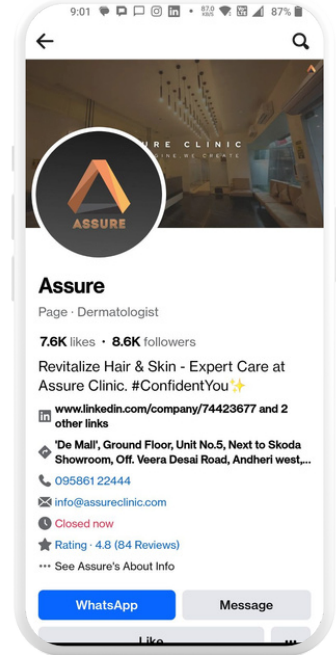 9:01
87%
URE CLINIC
ASSURE
Assure
Page · Dermatologist
7.6K likes • 8.6K followers
Revitalize Hair & Skin - Expert Care at
Assure Clinic. #ConfidentYou✨
www.linkedin.com/company/74423677 and 2
other links
'De Mall', Ground Floor, Unit No.5, Next to Skoda
Showroom, Off. Veera Desai Road, Andheri west,...
095861 22444
info@assureclinic.com
Closed now
Rating · 4.8 (84 Reviews)
See Assure's About Info
WhatsApp
Message
Like